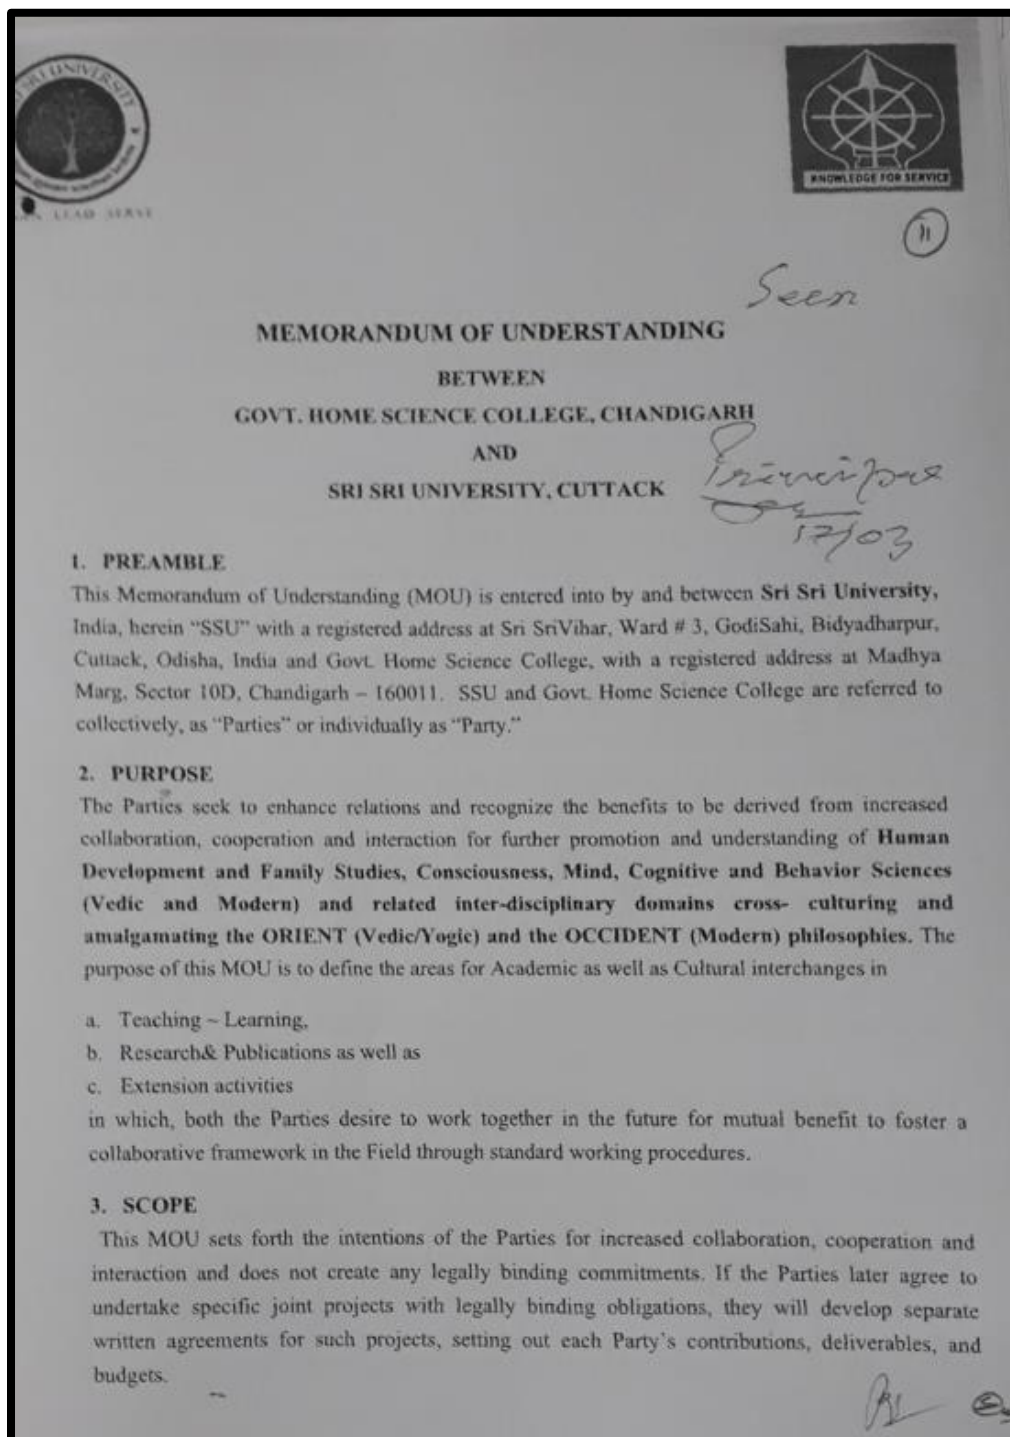 SRI UNIVERSITY
LEAD SERVE
KNOWLEDGE FOR SERVICE
11
Seen
MEMORANDUM OF UNDERSTANDING
BETWEEN
GOVT. HOME SCIENCE COLLEGE, CHANDIGARH
AND
SRI SRI UNIVERSITY, CUTTACK
Principal
17/03
1. PREAMBLE
This Memorandum of Understanding (MOU) is entered into by and between Sri Sri University,
India, herein “SSU” with a registered address at Sri SriVihar, Ward # 3, GodiSahi, Bidyadharpur,
Cuttack, Odisha, India and Govt. Home Science College, with a registered address at Madhya
Marg, Sector 10D, Chandigarh – 160011. SSU and Govt. Home Science College are referred to
collectively, as “Parties” or individually as “Party.”
2. PURPOSE
The Parties seek to enhance relations and recognize the benefits to be derived from increased
collaboration, cooperation and interaction for further promotion and understanding of Human
Development and Family Studies, Consciousness, Mind, Cognitive and Behavior Sciences
(Vedic and Modern) and related inter-disciplinary domains cross- culturing and
amalgamating the ORIENT (Vedic/Yogic) and the OCCIDENT (Modern) philosophies. The
purpose of this MOU is to define the areas for Academic as well as Cultural interchanges in
a. Teaching ~ Learning,
b. Research& Publications as well as
c. Extension activities
in which, both the Parties desire to work together in the future for mutual benefit to foster a
collaborative framework in the Field through standard working procedures.
3. SCOPE
This MOU sets forth the intentions of the Parties for increased collaboration, cooperation and
interaction and does not create any legally binding commitments. If the Parties later agree to
undertake specific joint projects with legally binding obligations, they will develop separate
written agreements for such projects, setting out each Party’s contributions, deliverables, and
budgets.